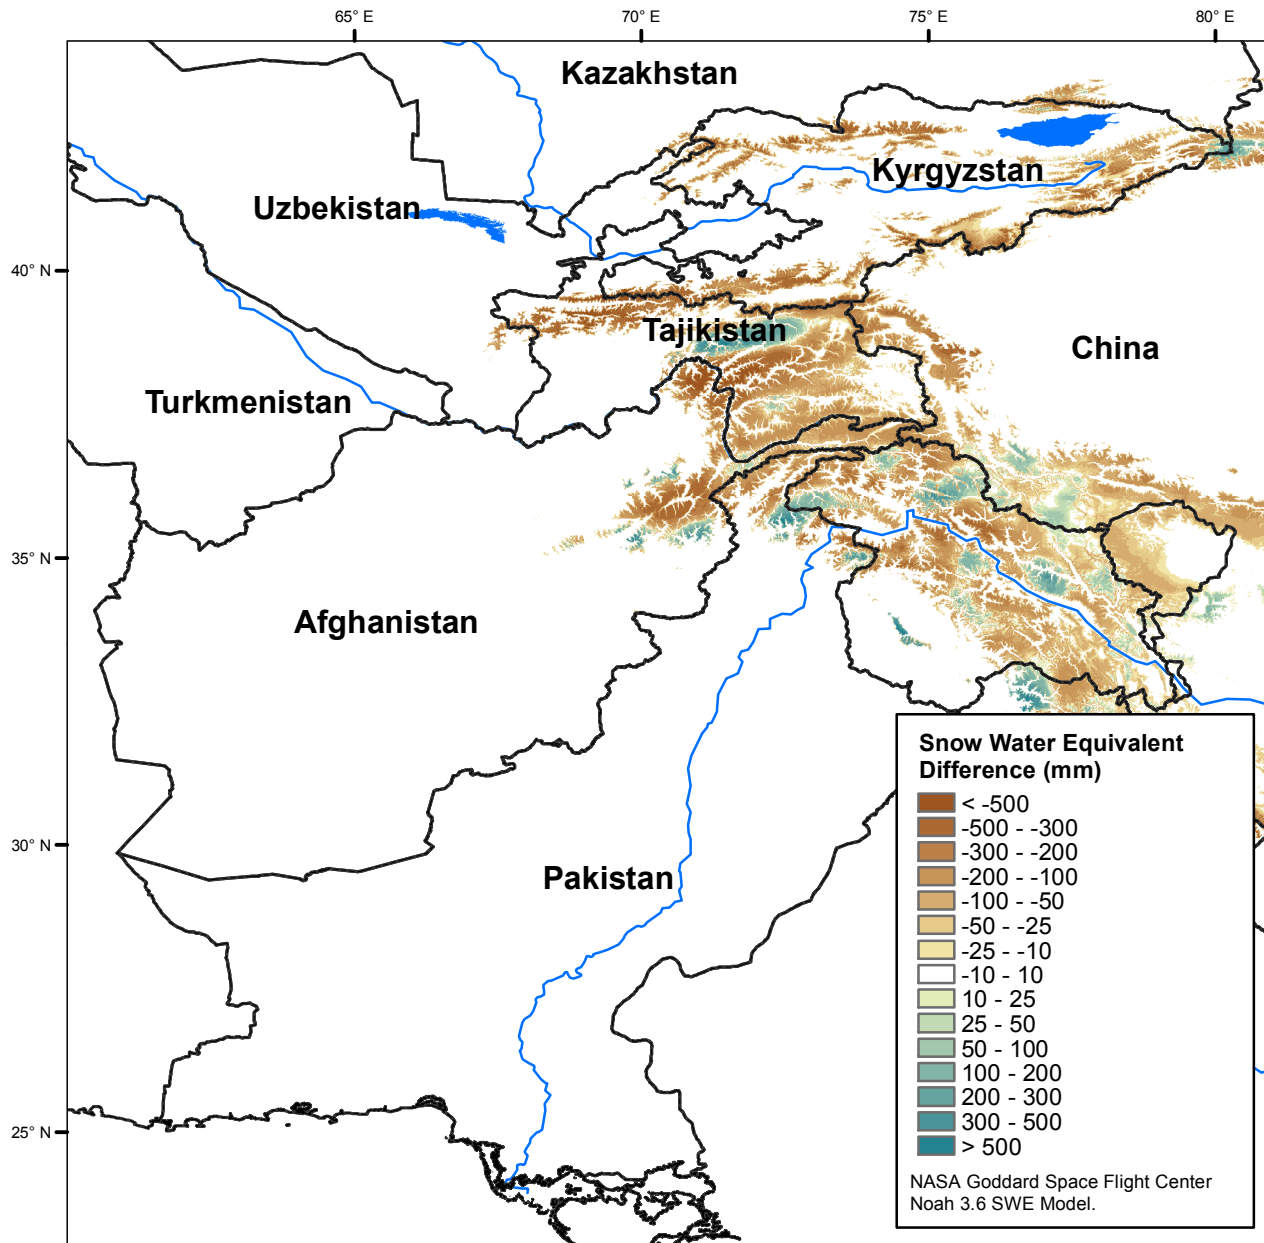 65° E
70° E
75° E
80° E
Kazakhstan
Kyrgyzstan
Uzbekistan
40° N
Tajikistan
China
Turkmenistan
35° N
Afghanistan
Snow Water Equivalent
Difference (mm)
< -500
-500 - -300
-300 - -200
-200 - -100
-100 - -50
-50 - -25
-25 - -10
-10 - 10
10 - 25
25 - 50
50 - 100
100 - 200
200 - 300
300 - 500
> 500
NASA Goddard Space Flight Center
Noah 3.6 SWE Model.
30° N
Pakistan
25° N